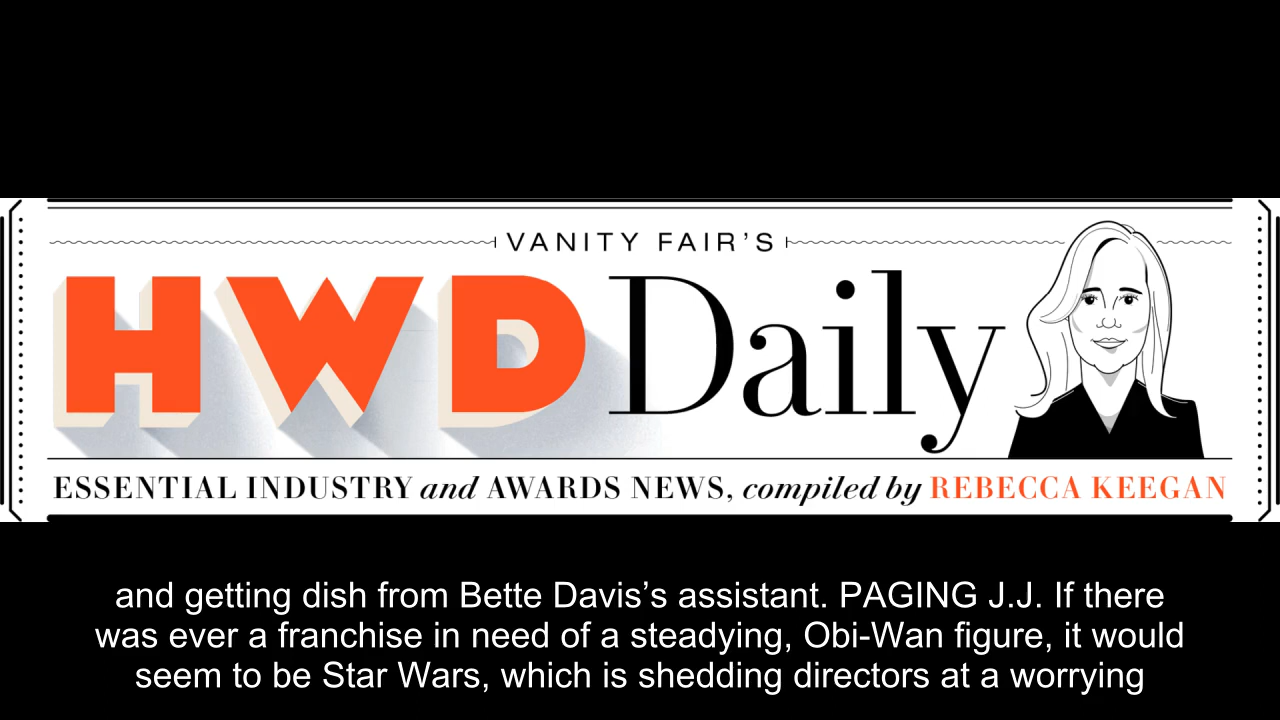 VANITY FAIR’S
HWD Daily
ESSENTIAL INDUSTRY and AWARDS NEWS, compiled by REBECCA KEEGAN
and getting dish from Bette Davis’s assistant. PAGING J.J. If there
was ever a franchise in need of a steadying, Obi-Wan figure, it would
seem to be Star Wars, which is shedding directors at a worrying